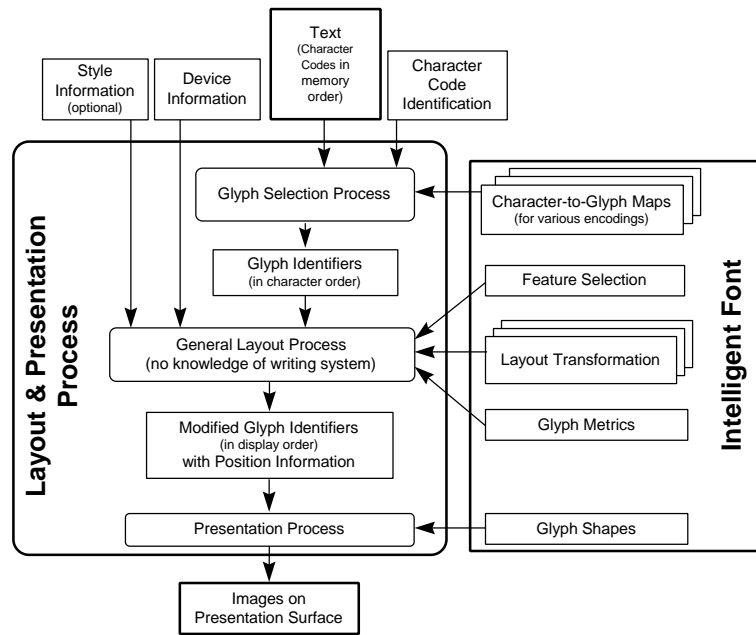 Text
(Character
Codes in
memory
order)
Style
Information
(optional)
Device
Information
Character
Code
Identification
Layout & Presentation
Process
Glyph Selection Process
Glyph Identifiers
(in character order)
General Layout Process
(no knowledge of writing system)
Modified Glyph Identifiers
(in display order)
with Position Information
Presentation Process
Images on
Presentation Surface
Character-to-Glyph Maps
(for various encodings)
Feature Selection
Layout Transformation
Glyph Metrics
Glyph Shapes
Intelligent Font